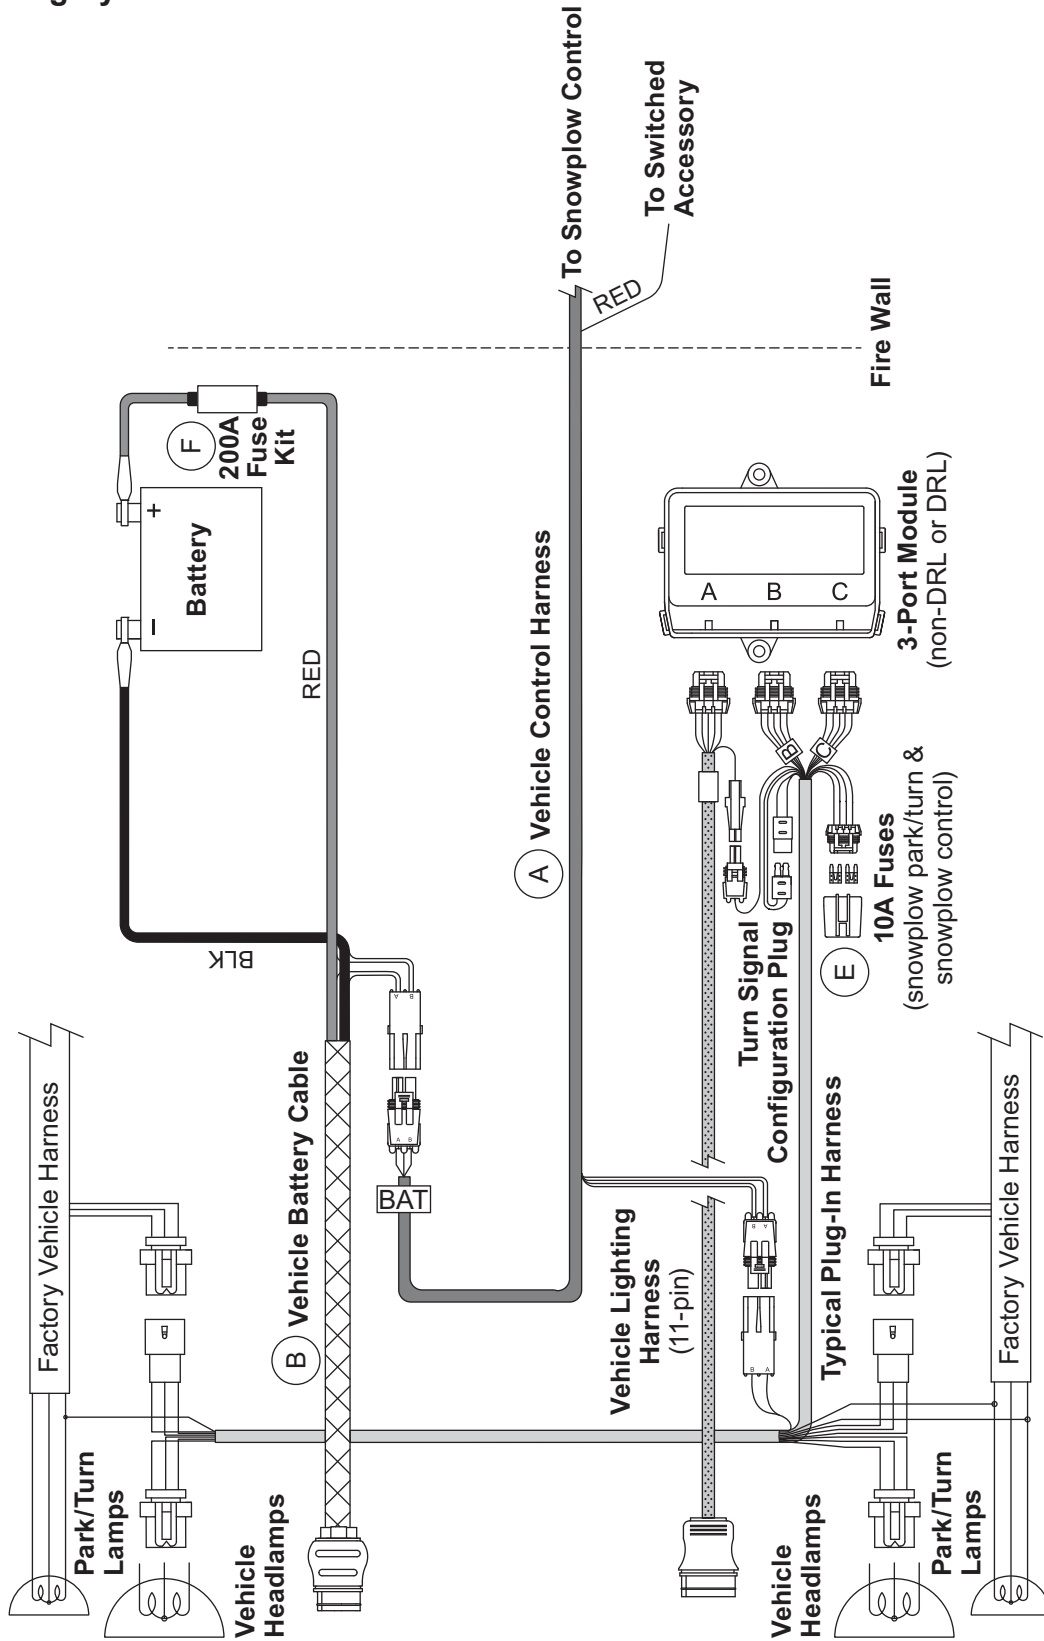 Factory Vehicle Harness
Park/Turn
Lamps
Vehicle
Headlamps
B
Vehicle Battery Cable
BLK
RED
Battery
-
+
F
200A
Fuse
Kit
A
B
A
B
BAT
A
Vehicle Control Harness
To Snowplow Control
RED
To Switched
Accessory
Fire Wall
Vehicle Lighting
Harness
(11-pin)
B
A
B
A
Turn Signal
Configuration Plug
B
C
A
B
C
3-Port Module
(non-DRL or DRL)
E
10A Fuses
(snowplow park/turn &
snowplow control)
Typical Plug-In Harness
Vehicle
Headlamps
Park/Turn
Lamps
Factory Vehicle Harness